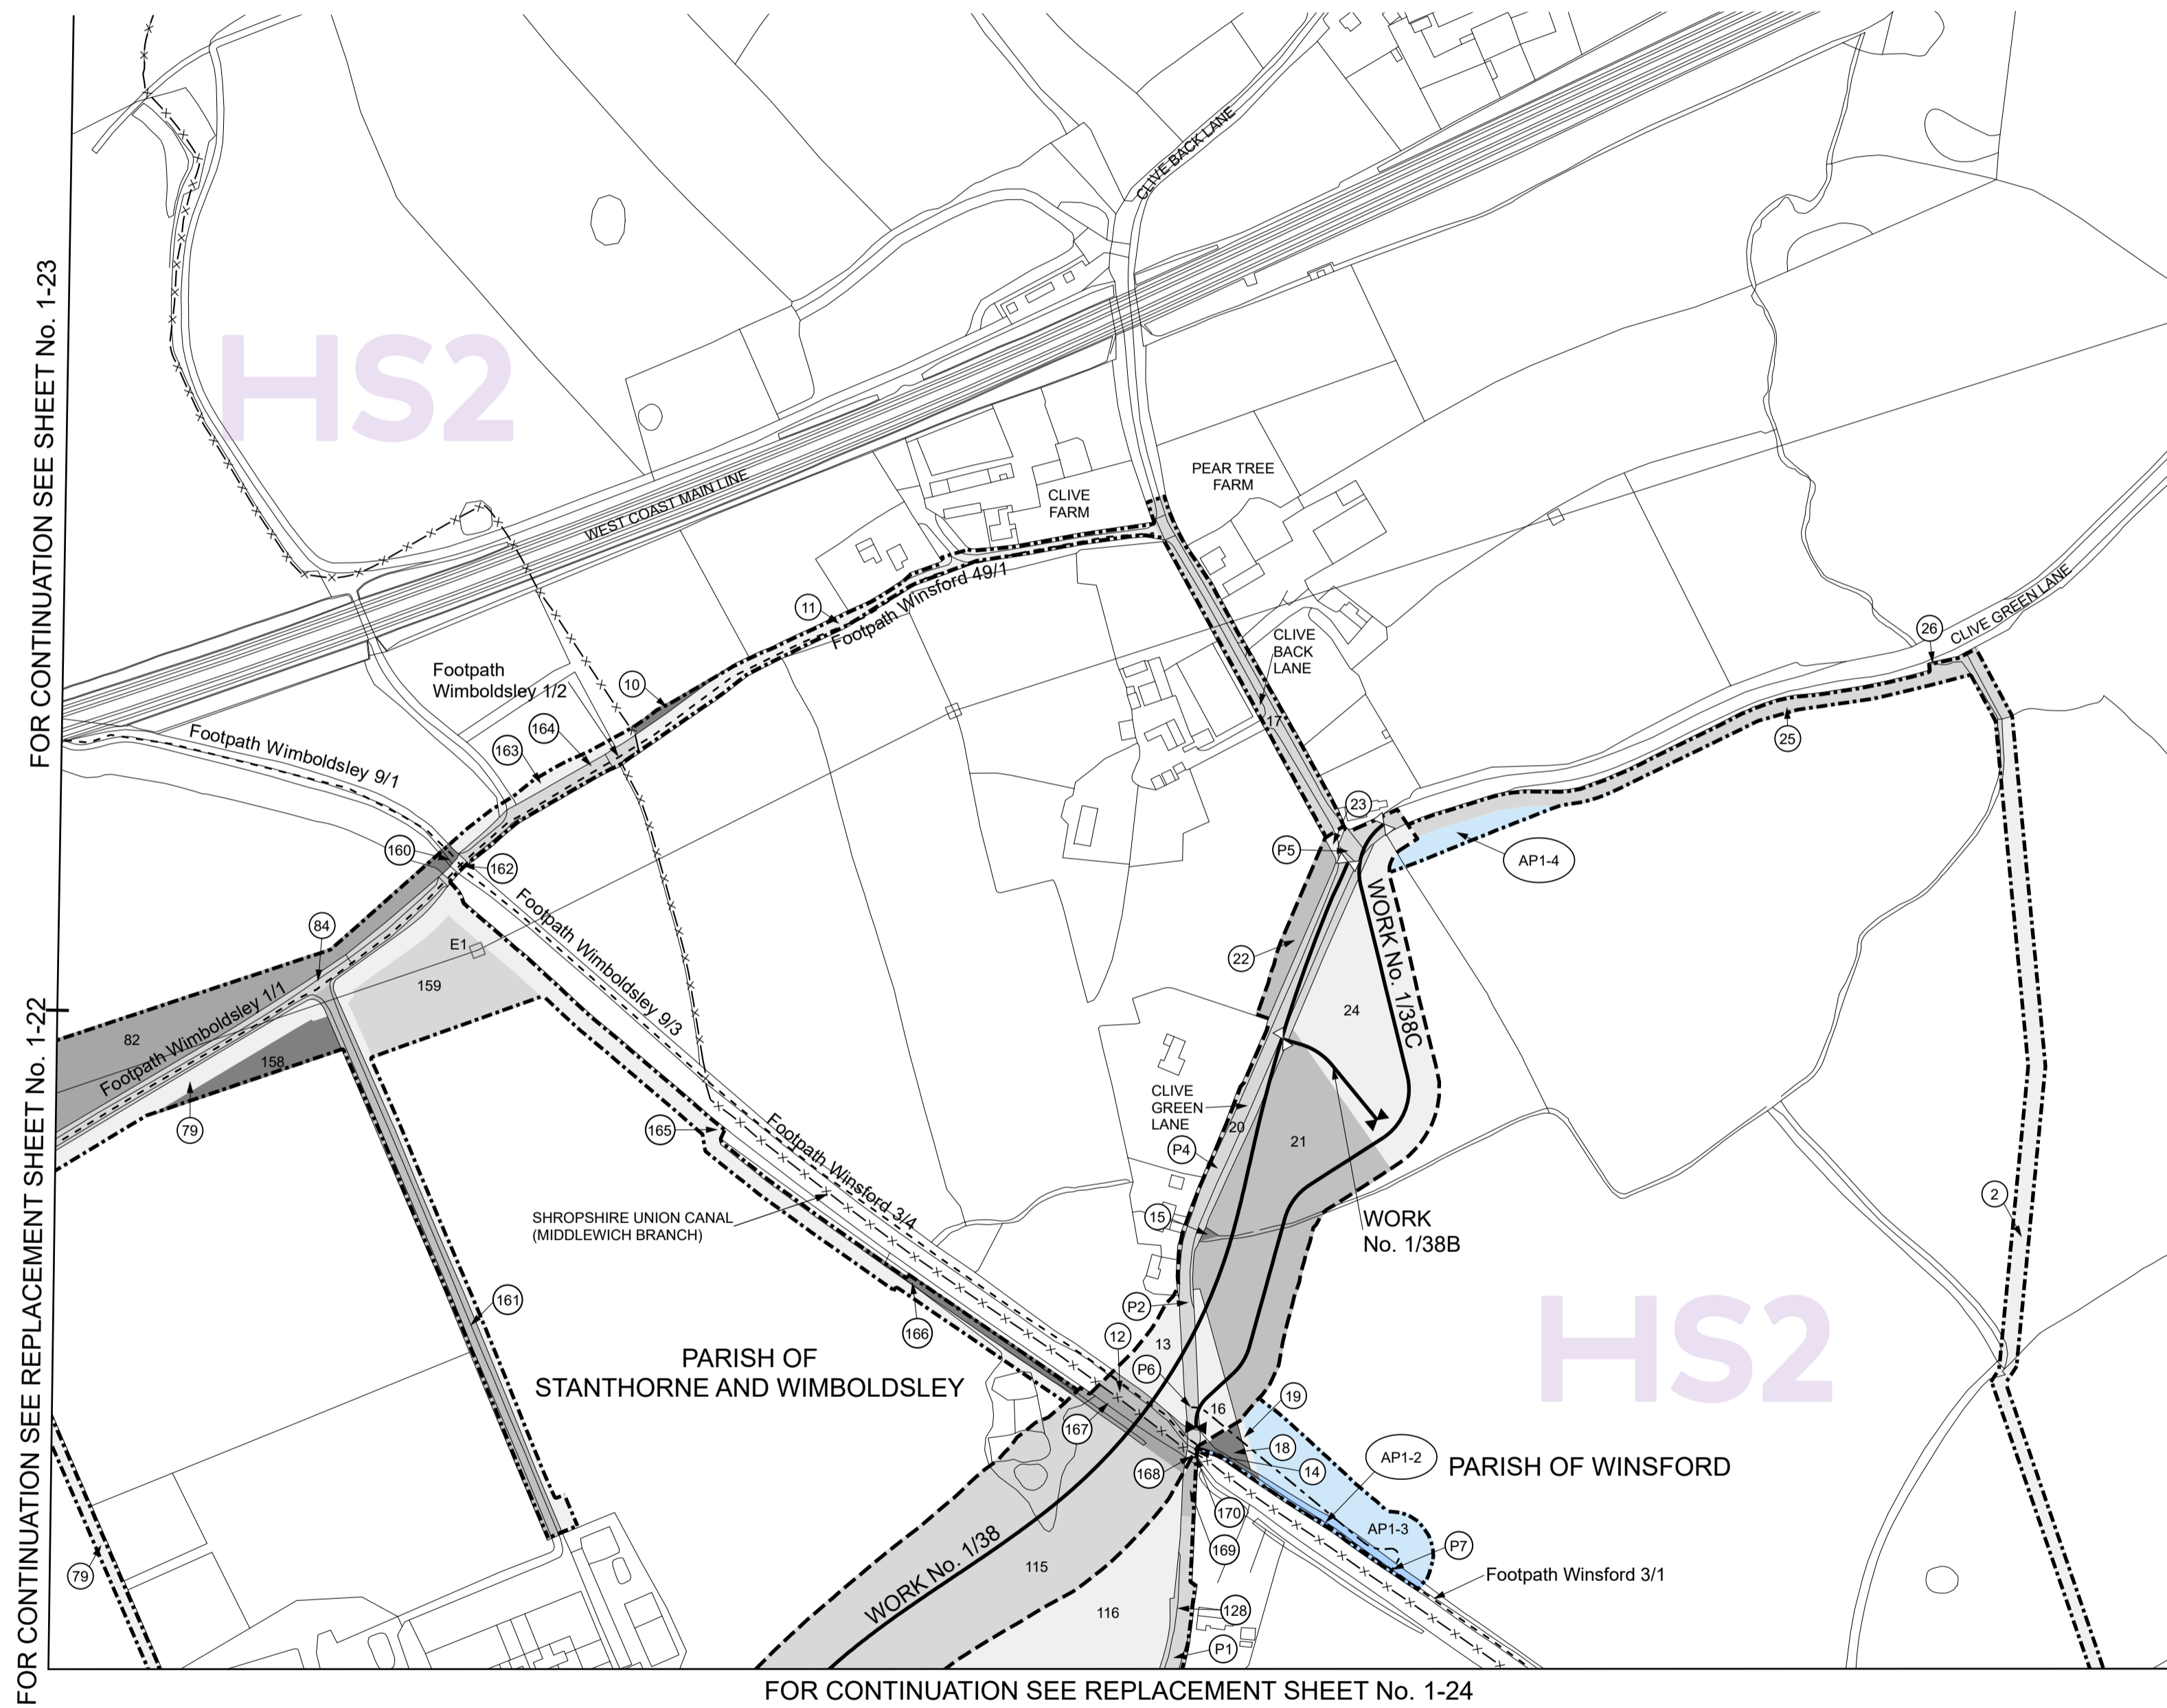 CLIVE BACK LANE
FOR CONTINUATION SEE SHEET No. 1-23
HS2
WEST COAST MAIN LINE
CLIVE
FARM
PEAR TREE
FARM
Footpath Winsford 49/1
11
CLIVE
BACK
LANE
17
26
CLIVE GREEN LANE
25
Footpath
Wimboldsley 1/2
10
164
163
Footpath Wimboldsley 9/1
160
162
23
P5
AP1-4
WORK No. 1/38C
22
24
84
E1
159
Footpath Wimboldsley 9/3
FOR CONTINUATION SEE REPLACEMENT SHEET No. 1-22
82
Footpath Wimboldsley 1/1
158
79
165
Footpath Winsford 3/4
CLIVE
GREEN
LANE
20
21
P4
15
2
SHROPSHIRE UNION CANAL
(MIDDLEWICH BRANCH)
WORK
No. 1/38B
161
166
P2
12
13
P6
PARISH OF
STANTHORNE AND WIMBOLDSLEY
HS2
167
16
19
18
14
168
AP1-2
PARISH OF WINSFORD
170
169
AP1-3
P7
Footpath Winsford 3/1
WORK No. 1/38
115
116
128
P1
79
FOR CONTINUATION SEE REPLACEMENT SHEET No. 1-24